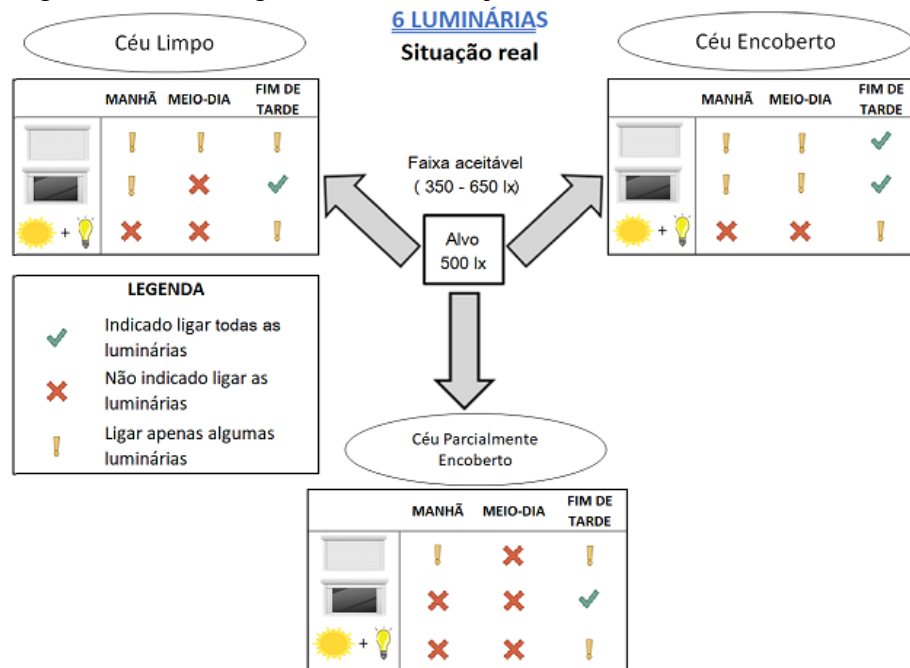 6 LUMINÁRIAS
Situação real
Céu Limpo
MANHÃ MEIO-DIA FIM DE
TARDE
+
Céu Encoberto
MANHÃ MEIO-DIA FIM DE
TARDE
+
Faixa aceitável
( 350 - 650 lx)
Alvo
500 lx
LEGENDA
Indicado ligar todas as
luminárias
Não indicado ligar as
luminárias
Ligar apenas algumas
luminárias
Céu Parcialmente
Encoberto
MANHÃ MEIO-DIA FIM DE
TARDE
+